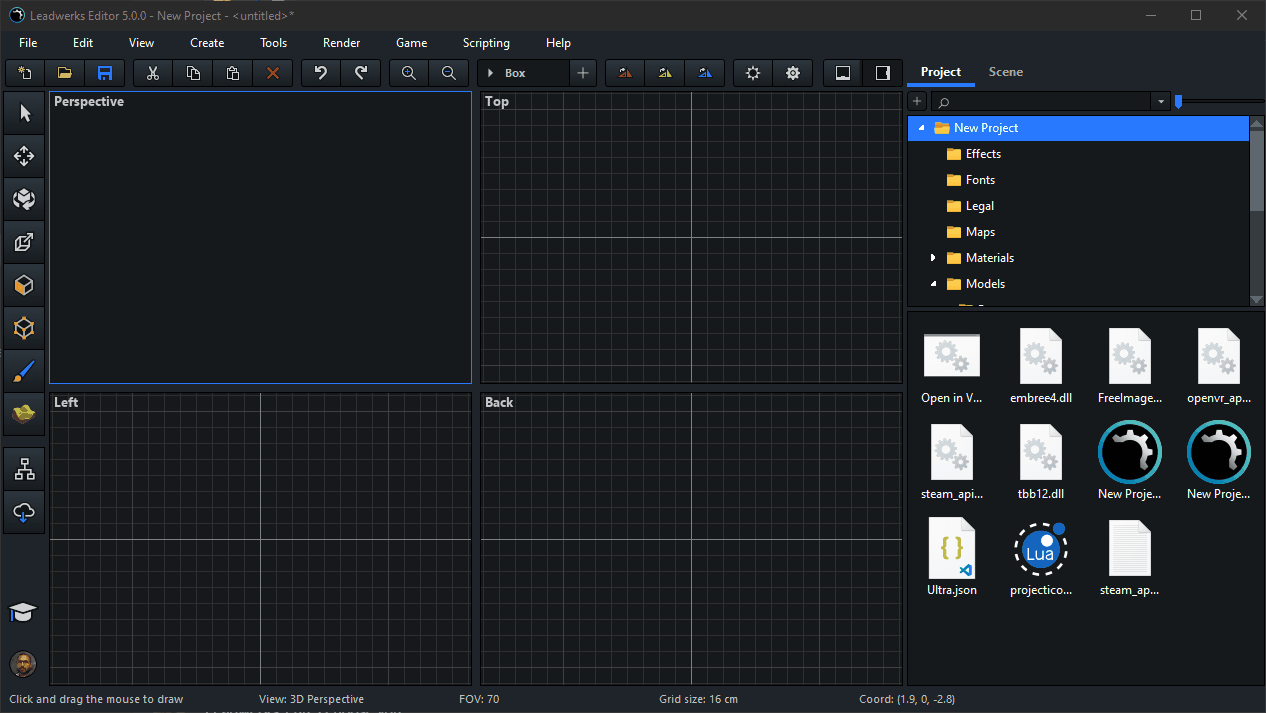 Leadwerks Editor 5.0.0 - New Project - <untitled>*
File Edit View Create Tools Render Game Scripting Help
Box
Project Scene
Perspective
Top
New Project
Effects
Fonts
Legal
Maps
Materials
Models
Left
Back
Open in V... embree4.dll FreeImage... openvr_ap...
steam_api... tbb12.dll New Proje... New Proje...
Lua
Ultra.json projectico... steam_ap...
Click and drag the mouse to draw View: 3D Perspective FOV: 70 Grid size: 16 cm Coord: (1.9, 0, -2.8)